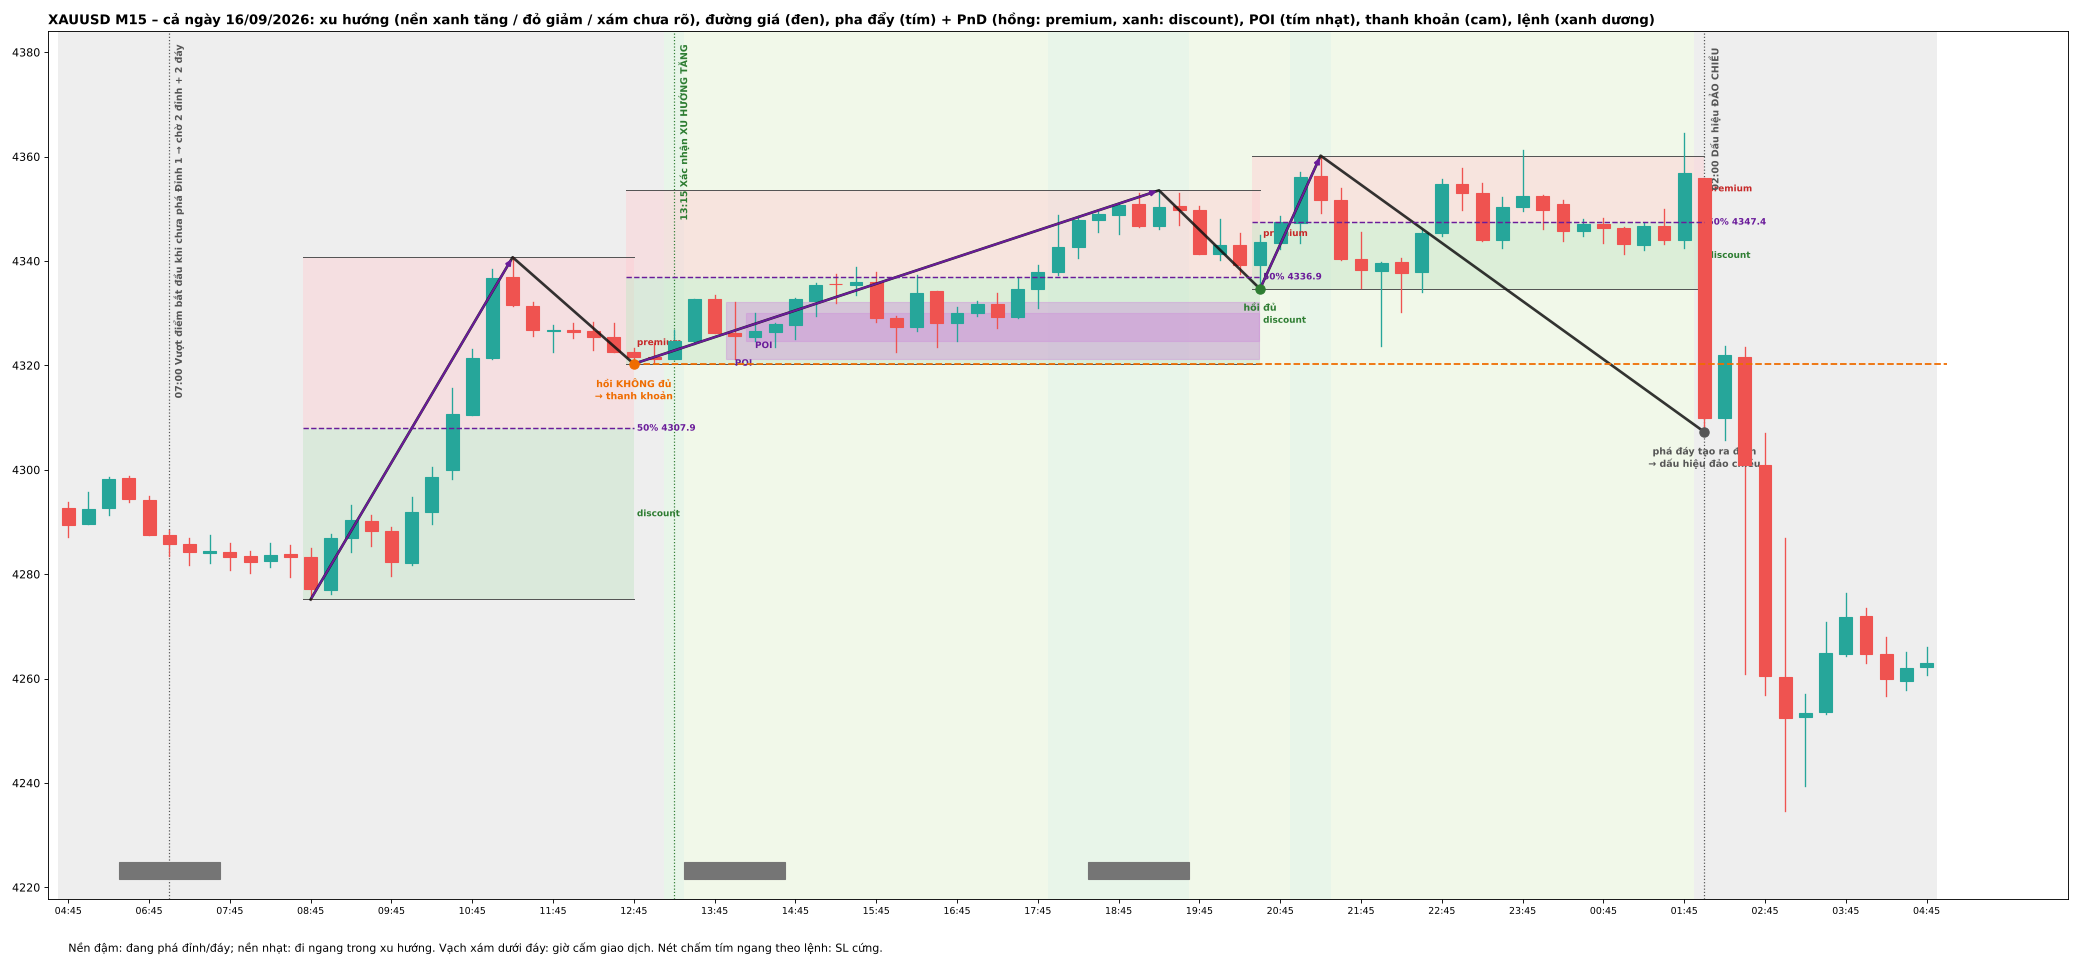 XAUUSD M15 – cả ngày 16/09/2026: xu hướng (nền xanh tăng / đỏ giảm / xám chưa rõ), đường giá (đen), pha đẩy (tím) + PnD (hồng: premium, xanh: discount), POI (tím nhạt), thanh khoản (cam), lệnh (xanh dương)
4380
4360
4340
4320
4300
4280
4260
4240
4220
07:00 Vượt điểm bắt đầu khi chưa phá Đỉnh 1 → chờ 2 đỉnh + 2 đáy
13:15 Xác nhận XU HƯỚNG TĂNG
02:00 Dấu hiệu ĐẢO CHIỀU
premium
50% 4307.9
discount
hồi KHÔNG đủ
→ thanh khoản
POI
POI
premium
50% 4336.9
hồi đủ
discount
premium
50% 4347.4
discount
phá đáy tạo ra đỉnh
→ dấu hiệu đảo chiều
04:45 06:45 07:45 08:45 09:45 10:45 11:45 12:45 13:45 14:45 15:45 16:45 17:45 18:45 19:45 20:45 21:45 22:45 23:45 00:45 01:45 02:45 03:45 04:45
Nền đậm: đang phá đỉnh/đáy; nền nhạt: đi ngang trong xu hướng. Vạch xám dưới đáy: giờ cấm giao dịch. Nét chấm tím ngang theo lệnh: SL cứng.